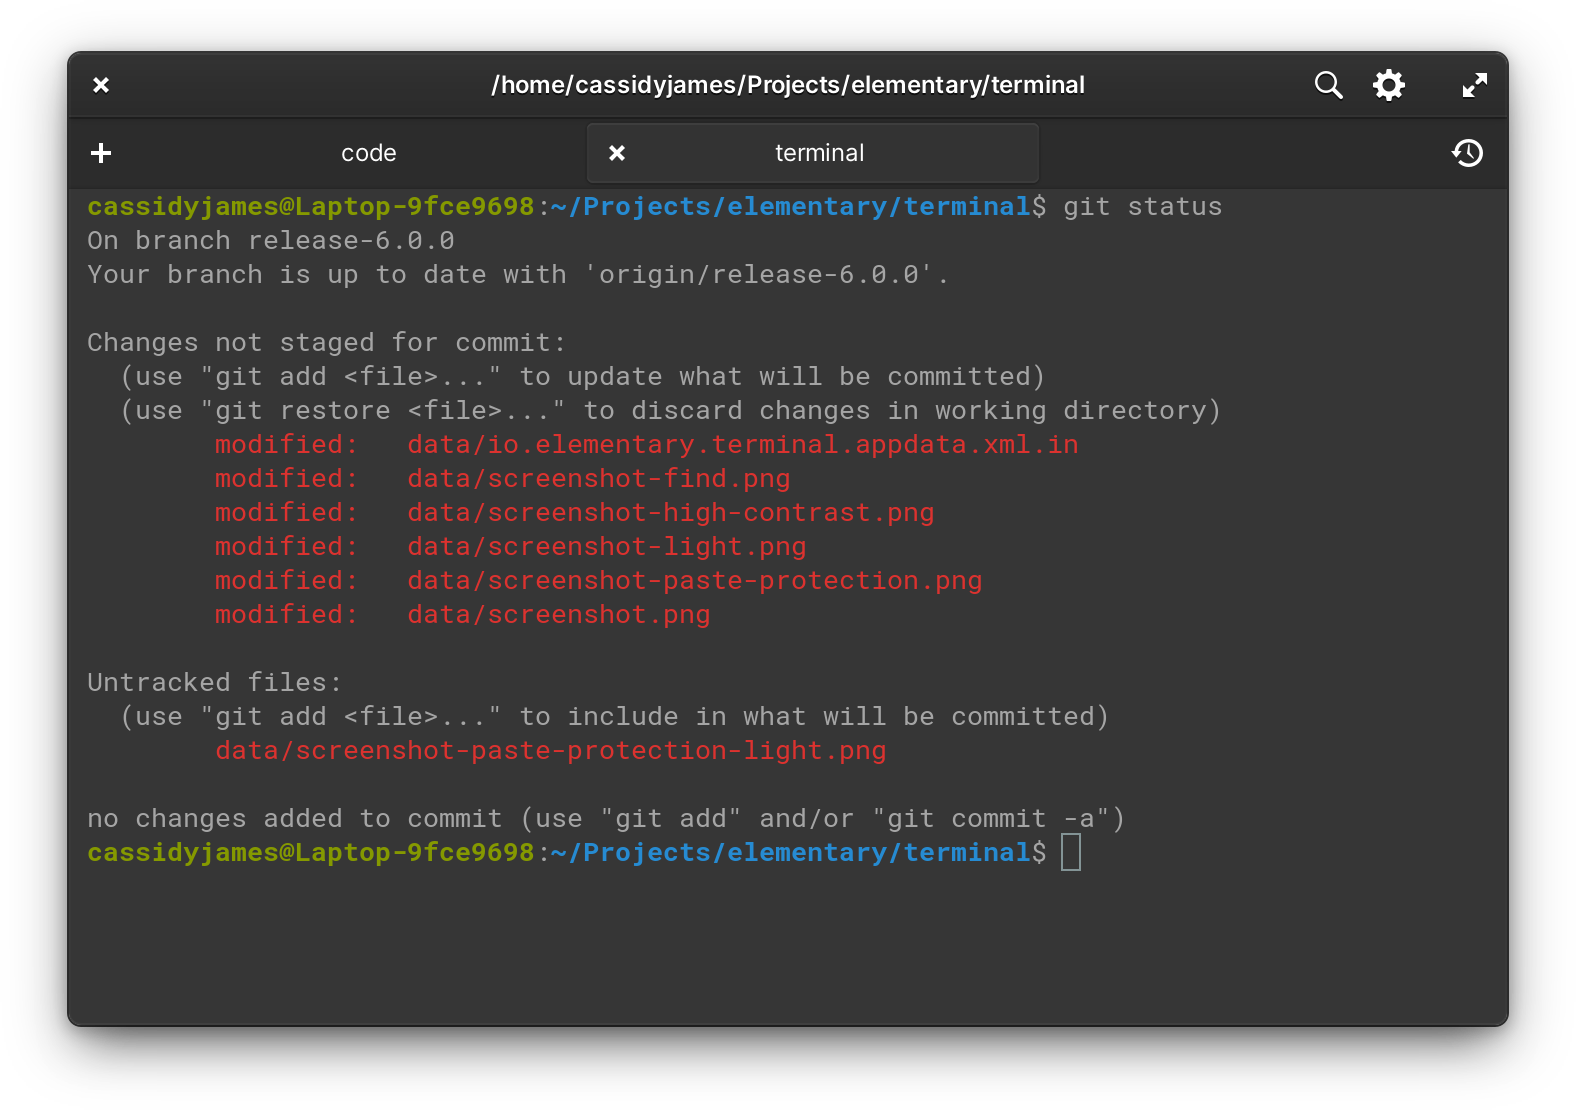 /home/cassidyjames/Projects/elementary/terminal
code
terminal
cassidyjames@Laptop-9fce9698:~/Projects/elementary/terminal$ git status
On branch release-6.0.0
Your branch is up to date with 'origin/release-6.0.0'.
Changes not staged for commit:
  (use "git add <file>..." to update what will be committed)
  (use "git restore <file>..." to discard changes in working directory)
        modified:   data/io.elementary.terminal.appdata.xml.in
        modified:   data/screenshot-find.png
        modified:   data/screenshot-high-contrast.png
        modified:   data/screenshot-light.png
        modified:   data/screenshot-paste-protection.png
        modified:   data/screenshot.png
Untracked files:
  (use "git add <file>..." to include in what will be committed)
        data/screenshot-paste-protection-light.png
no changes added to commit (use "git add" and/or "git commit -a")
cassidyjames@Laptop-9fce9698:~/Projects/elementary/terminal$